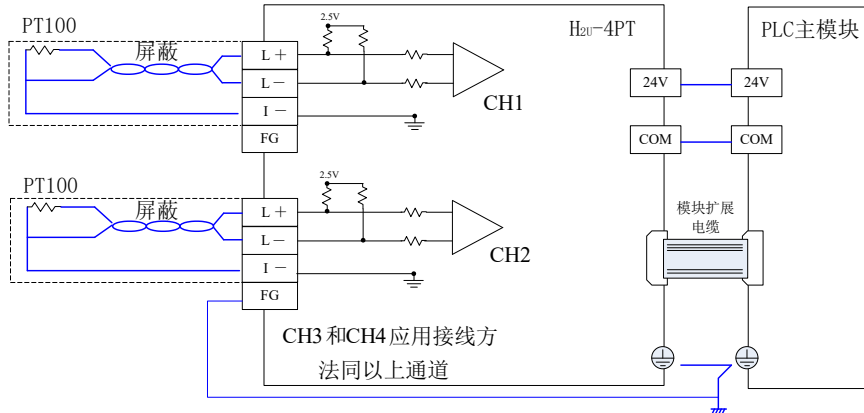 PT100
屏蔽
L＋
L－
I－
FG
2.5V
CH1
H2U-4PT
PLC主模块
24V
24V
COM
COM
PT100
屏蔽
L＋
L－
I－
FG
2.5V
CH2
模块扩展
电缆
CH3和CH4应用接线方
法同以上通道